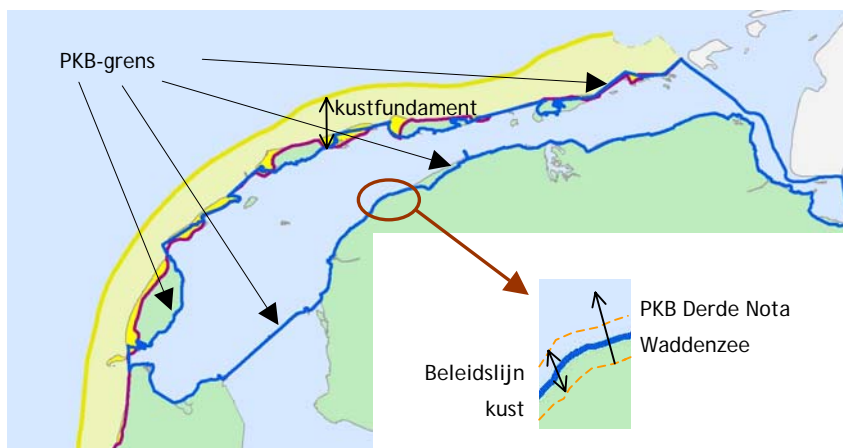 PKB-grens
kustfundament
PKB Derde Nota
Waddenzee
Beleidslijn
kust